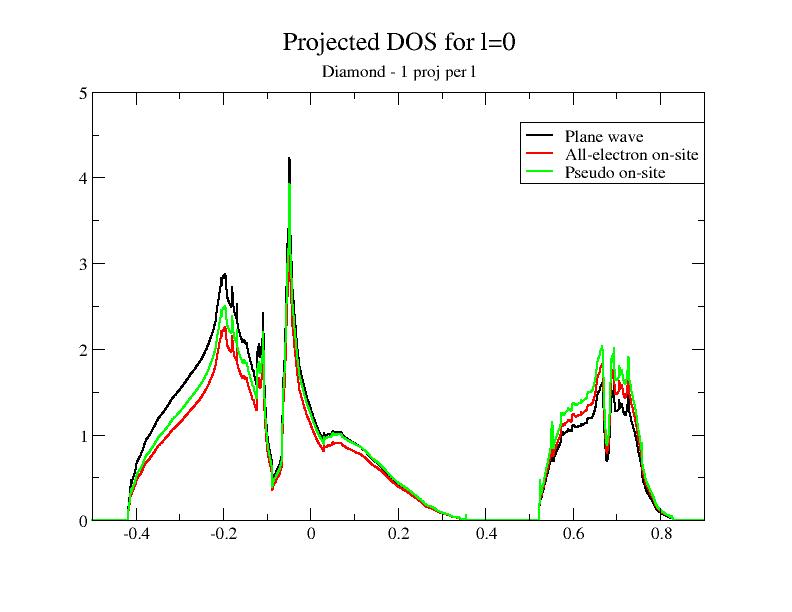 Projected DOS for l=0
Diamond - 1 proj per l
5
4
3
2
1
0
Plane wave
All-electron on-site
Pseudo on-site
-0.4 -0.2 0 0.2 0.4 0.6 0.8